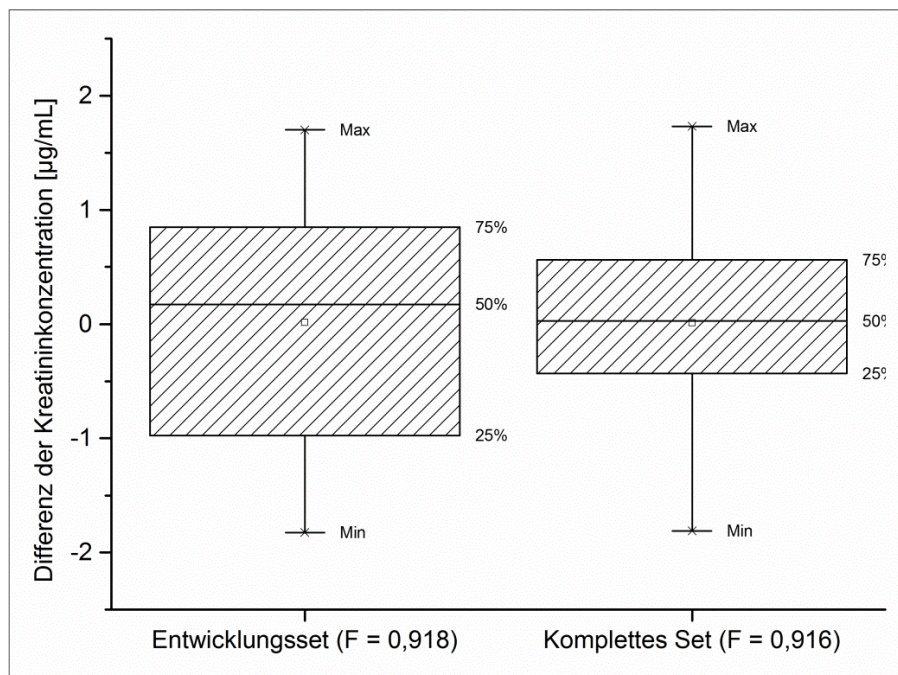 Differenz der Kreatininkonzentration [µg/mL]
2
1
0
-1
-2
Max
75%
50%
25%
Min
Max
75%
50%
25%
Min
Entwicklungsset (F = 0,918)
Komplettes Set (F = 0,916)